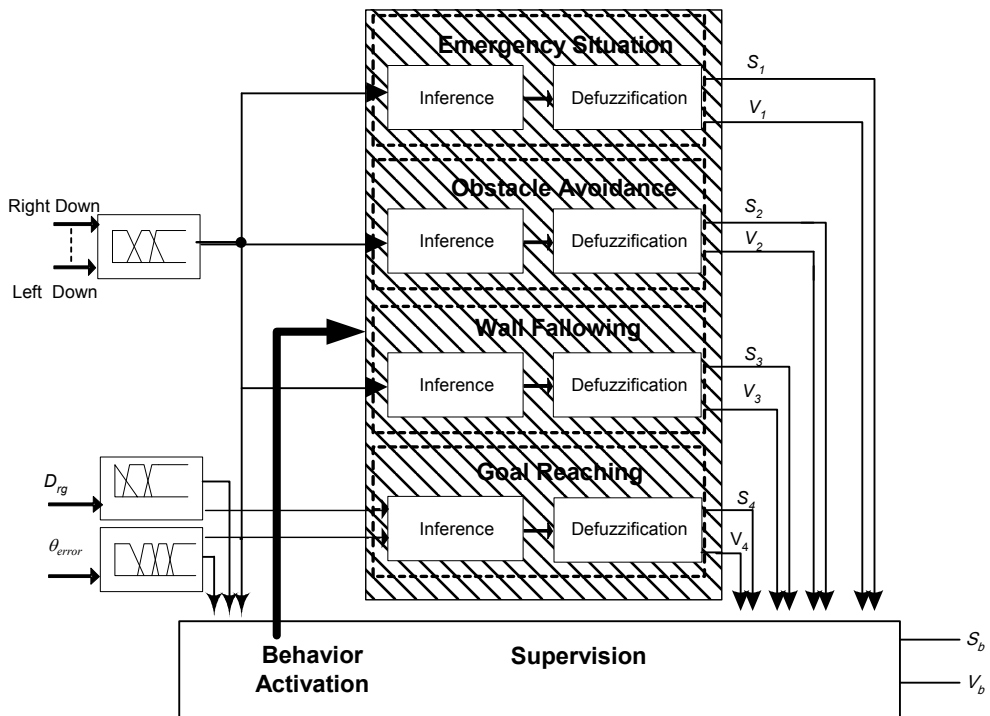 Emergency Situation
Inference
Defuzzification
S1
V1
Obstacle Avoidance
Right Down
Left Down
Inference
Defuzzification
S2
V2
Wall Fallowing
Inference
Defuzzification
S3
V3
Goal Reaching
Drg
θerror
Inference
Defuzzification
S4
V4
Behavior
Activation
Supervision
Sb
Vb